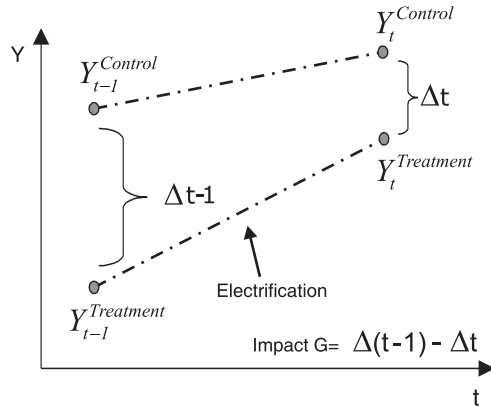 Y
Y_t^{Control}
Y_{t-1}^{Control}
Δt
Y_t^{Treatment}
Δt-1
Electrification
Y_{t-1}^{Treatment}
Impact G= Δ(t-1) - Δt
t